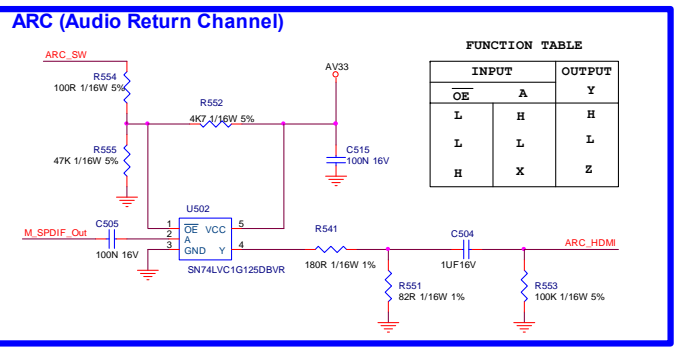 ARC (Audio Return Channel)
ARC_SW
R554
100R 1/16W 5%
R552
4K7 1/16W 5%
AV33
R555
47K 1/16W 5%
C515
100N 16V
FUNCTION TABLE
INPUT OUTPUT
OE A Y
L H H
L L L
H X Z
M_SPDIF_Out
C505
100N 16V
U502
1 OE VCC 5
2 A
3 GND Y 4
SN74LVC1G125DBVR
R541
180R 1/16W 1%
R551
82R 1/16W 1%
C504
1UF16V
ARC_HDMI
R553
100K 1/16W 5%